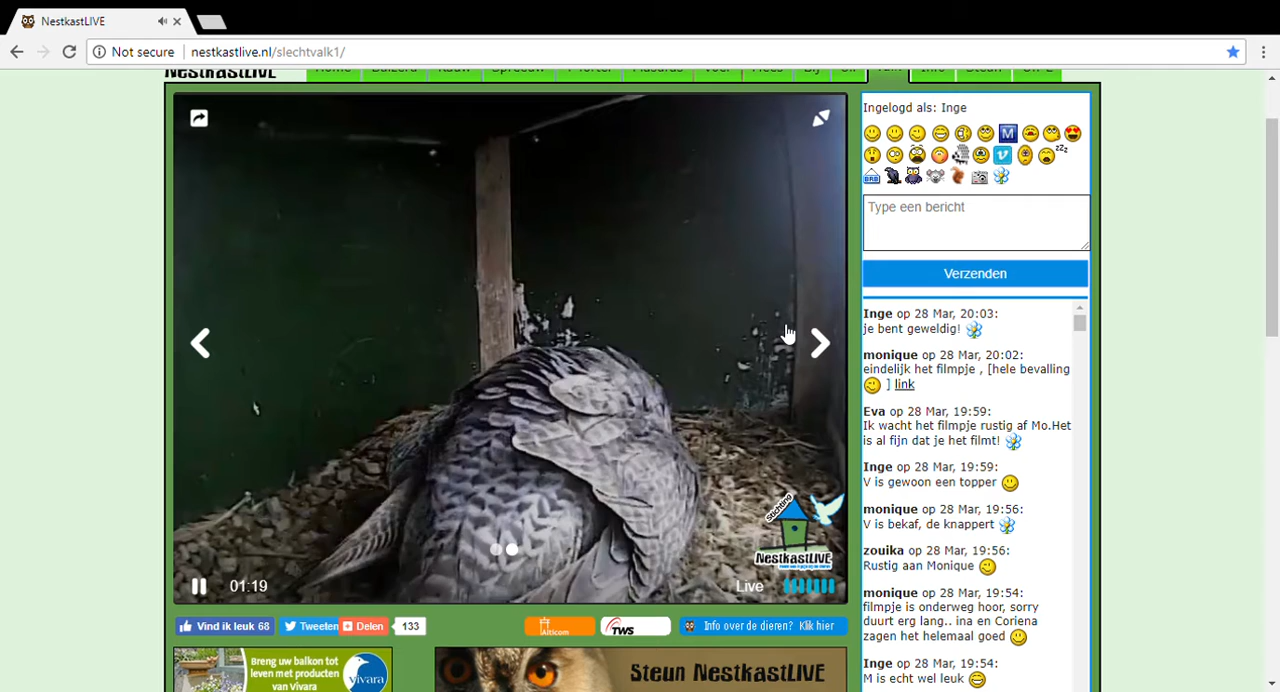 NestkastLIVE
Not secure
nestkastlive.nl/slechtvalk1/
NestkastLIVE
Ingelogd als: Inge
Type een bericht
Verzenden
Inge op 28 Mar, 20:03:
je bent geweldig!
monique op 28 Mar, 20:02:
eindelijk het filmpje , [hele bevalling
] link
Eva op 28 Mar, 19:59:
Ik wacht het filmpje rustig af Mo.Het
is al fijn dat je het filmt!
Inge op 28 Mar, 19:59:
V is gewoon een topper
monique op 28 Mar, 19:56:
V is bekaf, de knappert
zouika op 28 Mar, 19:56:
Rustig aan Monique
monique op 28 Mar, 19:54:
filmpje is onderweg hoor, sorry
duurt erg lang.. ina en Coriena
zagen het helemaal goed
Inge op 28 Mar, 19:54:
M is echt wel leuk
Stichting
NestkastLIVE
01:19
Live
Vind ik leuk 68
Tweeten
Delen
133
Alticom
TWS
Info over de dieren? Klik hier
Breng uw balkon tot
leven met producten
van Vivara
vivara
Steun NestkastLIVE